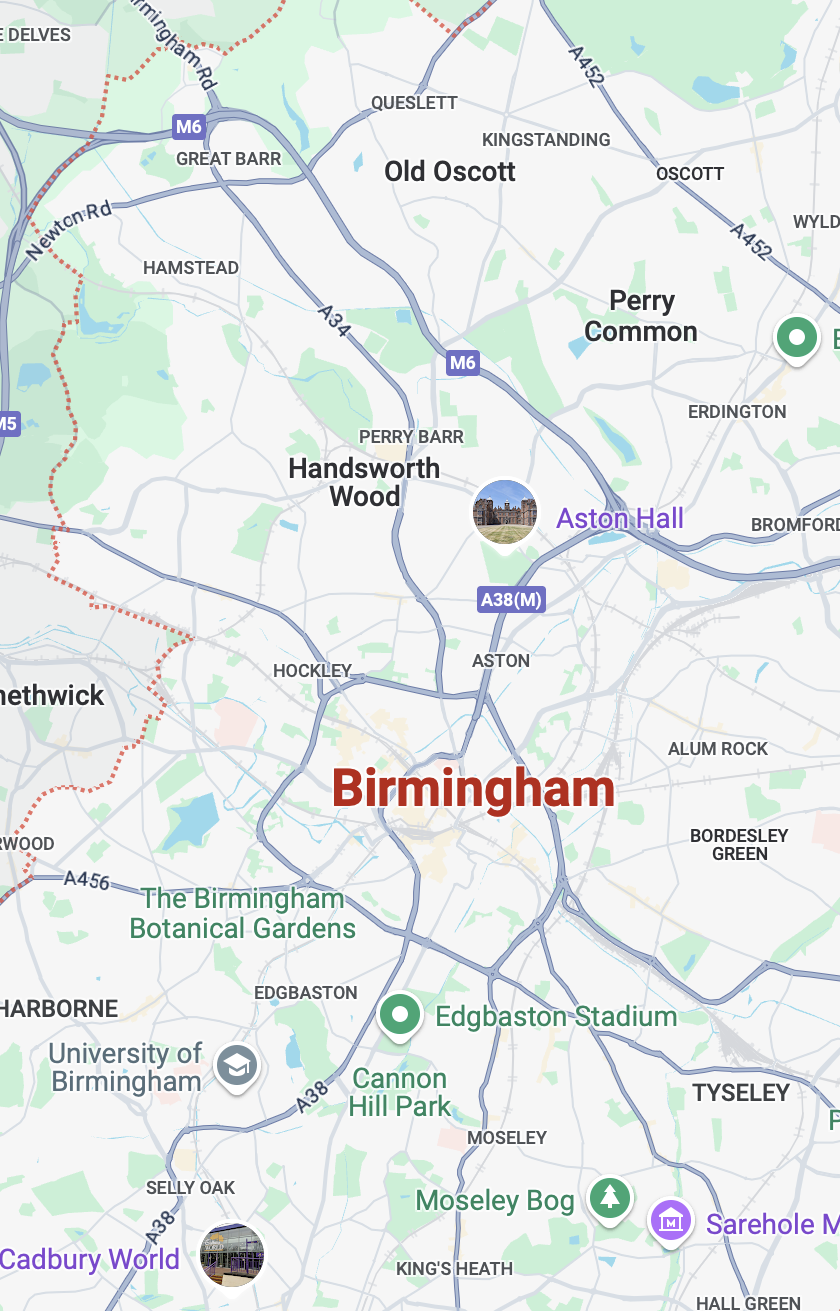 E DELVES
Birmingham Rd
A452
QUESLETT
M6
KINGSTANDING
GREAT BARR
Old Oscott
OSCOTT
Newton Rd
A452
WYLD
HAMSTEAD
Perry
Common
A34
E
M6
ERDINGTON
M5
PERRY BARR
Handsworth
Wood
Aston Hall
BROMFORD
A38(M)
HOCKLEY
ASTON
nethwick
ALUM ROCK
Birmingham
BORDESLEY
GREEN
RWOOD
A456
The Birmingham
Botanical Gardens
EDGBASTON
HARBORNE
Edgbaston Stadium
University of
Birmingham
Cannon
Hill Park
A38
TYSELEY
P
MOSELEY
SELLY OAK
Moseley Bog
A38
M
Sarehole M
Cadbury World
KING'S HEATH
HALL GREEN